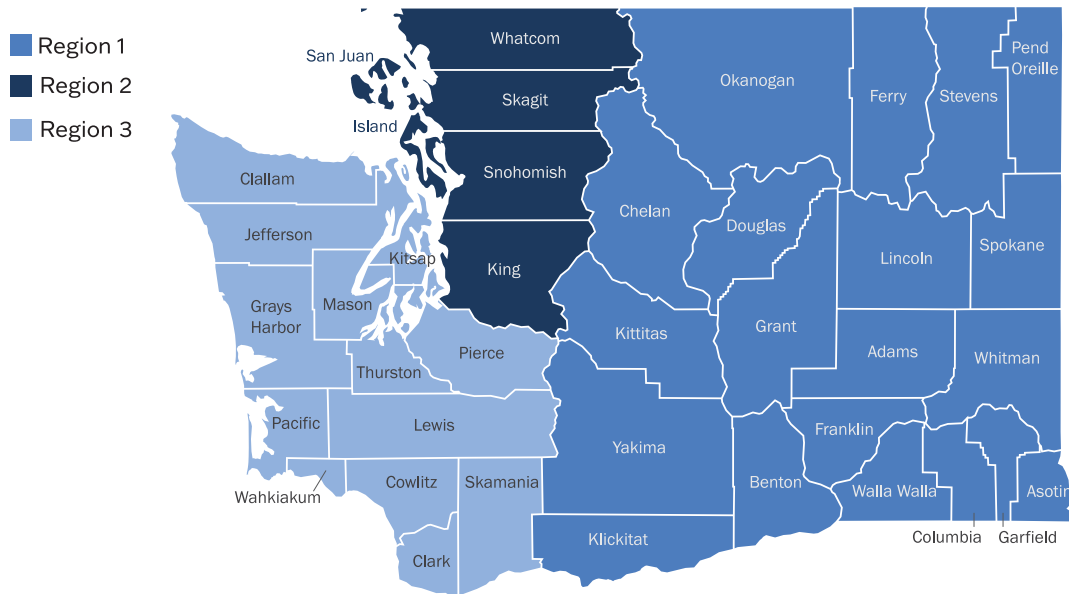 Region 1
Region 2
Region 3
San Juan
Whatcom
Skagit
Island
Snohomish
King
Okanogan
Ferry
Stevens
Pend
Oreille
Clallam
Jefferson
Kitsap
Mason
Grays
Harbor
Thurston
Pierce
Pacific
Lewis
Wahkiakum
Cowlitz
Skamania
Clark
Chelan
Douglas
Lincoln
Spokane
Kittitas
Grant
Adams
Whitman
Yakima
Franklin
Benton
Walla Walla
Asotin
Klickitat
Columbia
Garfield